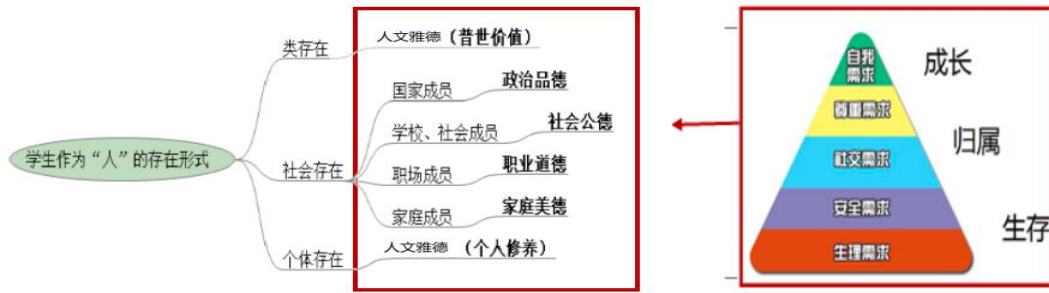 学生作为“人”的存在形式
类存在
人文雅德（普世价值）
社会存在
国家成员
政治品德
学校、社会成员
社会公德
职场成员
职业道德
家庭成员
家庭美德
个体存在
人文雅德（个人修养）
自我
需求
尊重需求
社交需求
安全需求
生理需求
成长
归属
生存